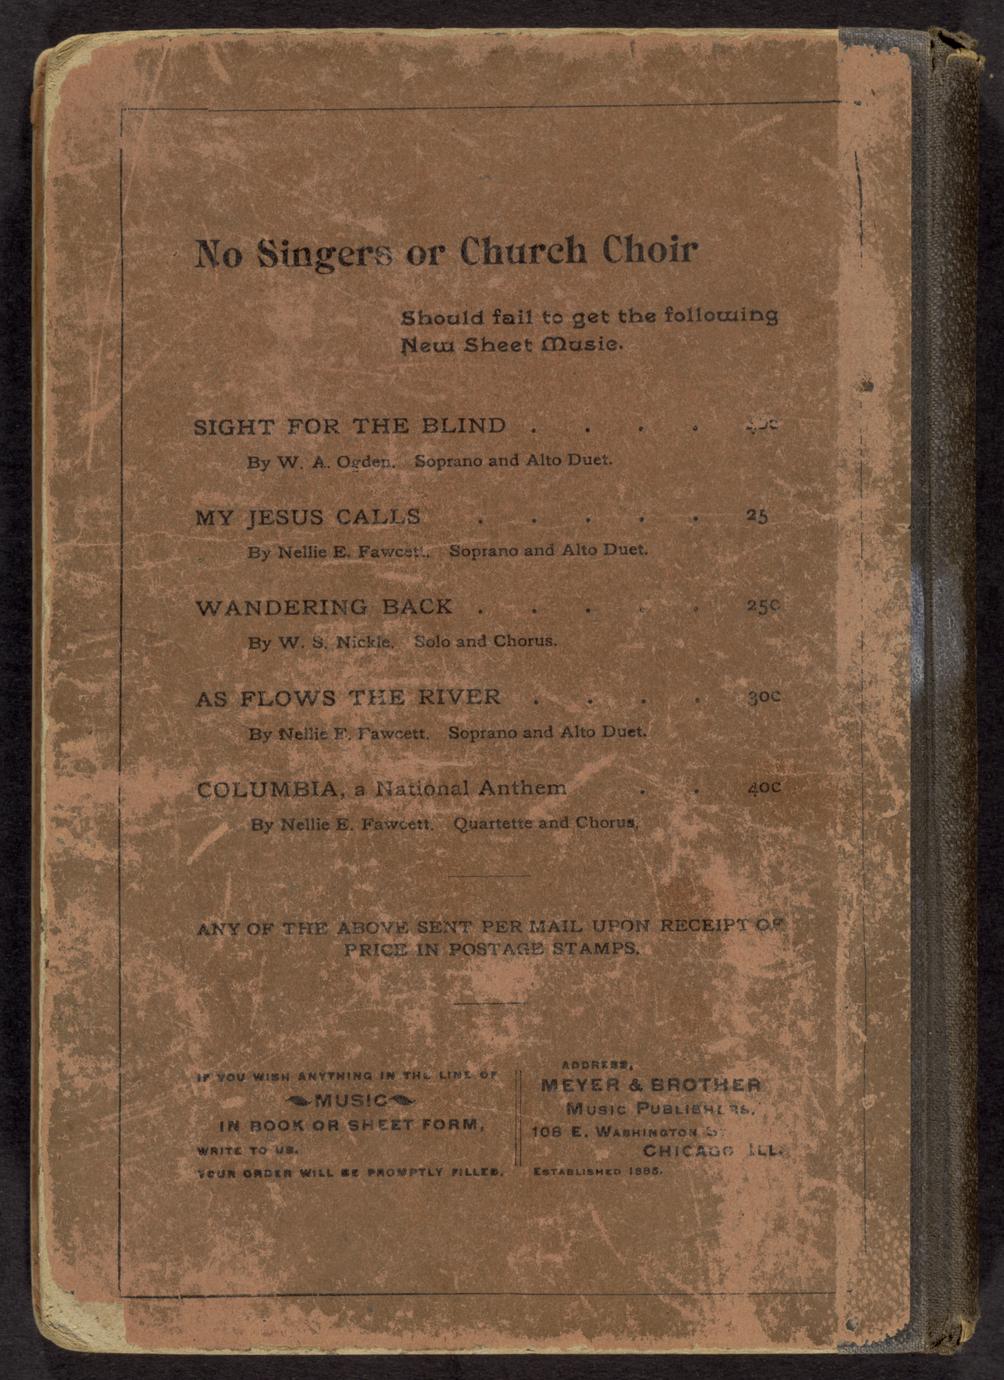 No Singers or Church Choir
Should fail to get the following
New Sheet Music.
SIGHT FOR THE BLIND . . . .
By W. A. Ogden. Soprano and Alto Duet.
MY JESUS CALLS . . . . . 25
By Nellie E. Fawcett. Soprano and Alto Duet.
WANDERING BACK . . . . . 25c
By W. S. Nickle. Solo and Chorus.
AS FLOWS THE RIVER . . . . 30c
By Nellie E. Fawcett. Soprano and Alto Duet.
COLUMBIA, a National Anthem . . 40c
By Nellie E. Fawcett. Quartette and Chorus.
ANY OF THE ABOVE SENT PER MAIL UPON RECEIPT OF
PRICE IN POSTAGE STAMPS.
IF YOU WISH ANYTHING IN THE LINE OF
MUSIC
IN BOOK OR SHEET FORM,
WRITE TO US.
YOUR ORDER WILL BE PROMPTLY FILLED.
ADDRESS,
MEYER & BROTHER
MUSIC PUBLISHERS,
108 E. WASHINGTON ST
CHICAGO ILL.
ESTABLISHED 1885.